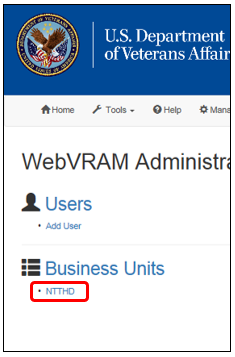 U.S. Department
of Veterans Affair
Home Tools Help Mana
WebVRAM Administra
Users
• Add User
Business Units
• NTTHD